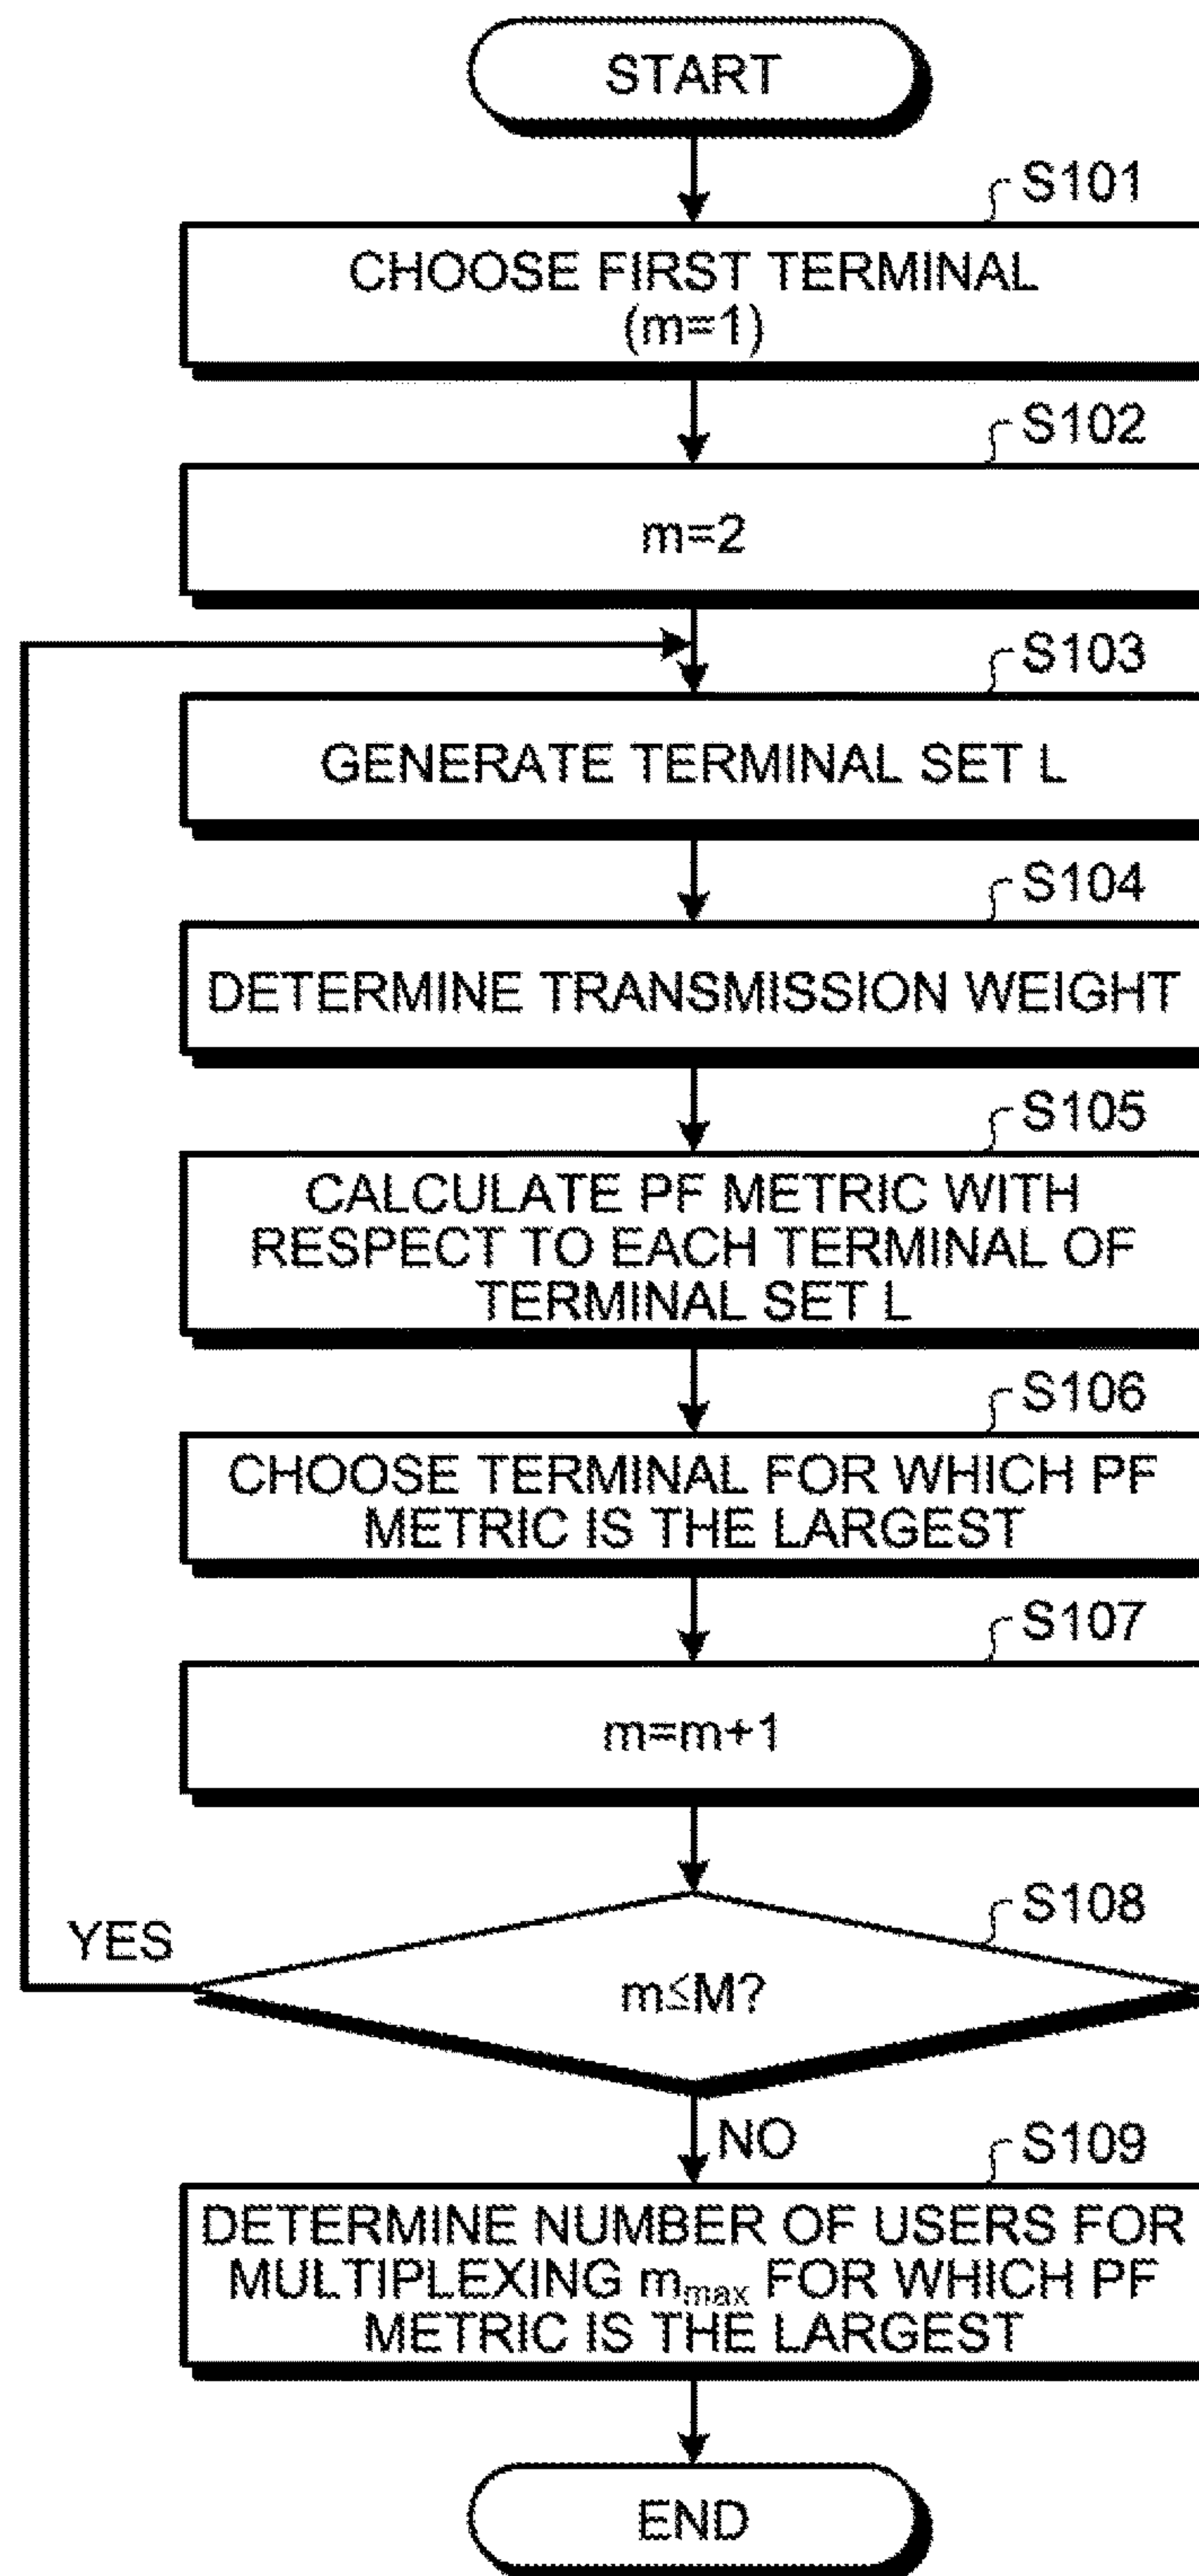 START
S101
CHOOSE FIRST TERMINAL
(m=1)
S102
m=2
S103
GENERATE TERMINAL SET L
S104
DETERMINE TRANSMISSION WEIGHT
S105
CALCULATE PF METRIC WITH
RESPECT TO EACH TERMINAL OF
TERMINAL SET L
S106
CHOOSE TERMINAL FOR WHICH PF
METRIC IS THE LARGEST
S107
m=m+1
S108
YES
m≤M?
NO
S109
DETERMINE NUMBER OF USERS FOR
MULTIPLEXING mmax FOR WHICH PF
METRIC IS THE LARGEST
END